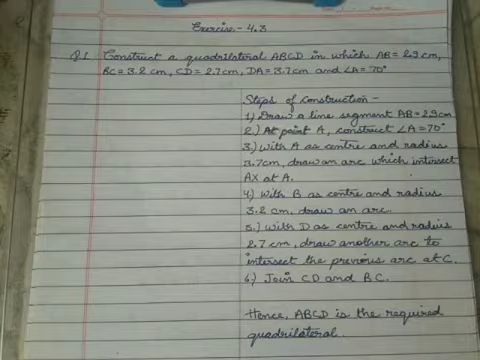 Exercise - 4.3
Q.1 Construct a quadrilateral ABCD in which AB = 2.9 cm,
BC = 3.2 cm, CD = 2.7 cm, DA = 3.7 cm and ∠A = 70°
Steps of construction -
1.) Draw a line segment AB = 2.9 cm
2.) At point A, construct ∠A = 70°
3.) With A as centre and radius
3.7 cm, draw an arc which intersect
AX at A.
4.) With B as centre and radius
3.2 cm, draw an arc.
5.) With D as centre and radius
2.7 cm, draw another arc to
intersect the previous arc at C.
6.) Join CD and BC.
Hence, ABCD is the required
quadrilateral.